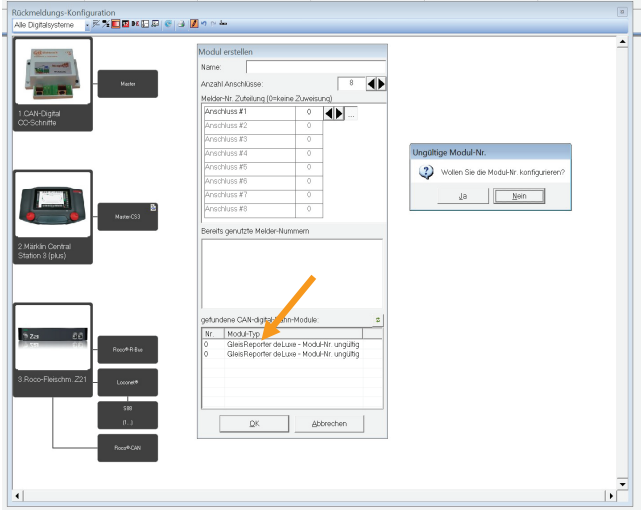 Rückmeldungs-Konfiguration
Alle Digitalsysteme
Master
1.CAN-Digital
CC-Schnitte
Master-CS3
2.Märklin Central
Station 3 (plus)
Z21
3.Roco-Fleischm. Z21
Roco®-R-Bus
Loconet®
S88
(1...)
Roco®CAN
Modul erstellen
Name:
Anzahl Anschlüsse:
8
Melder-Nr. Zuteilung (0=keine Zuweisung)
Anschluss #1 0 ...
Anschluss #2 0
Anschluss #3 0
Anschluss #4 0
Anschluss #5 0
Anschluss #6 0
Anschluss #7 0
Anschluss #8 0
Bereits genutzte Melder-Nummern
gefundene CAN-digital-Bahn-Module:
Nr. Modul-Typ
0 GleisReporter deLuxe - Modul-Nr. ungültig
0 GleisReporter deLuxe - Modul-Nr. ungültig
OK Abbrechen
Ungültige Modul-Nr.
Wollen Sie die Modul-Nr. konfigurieren?
Ja Nein